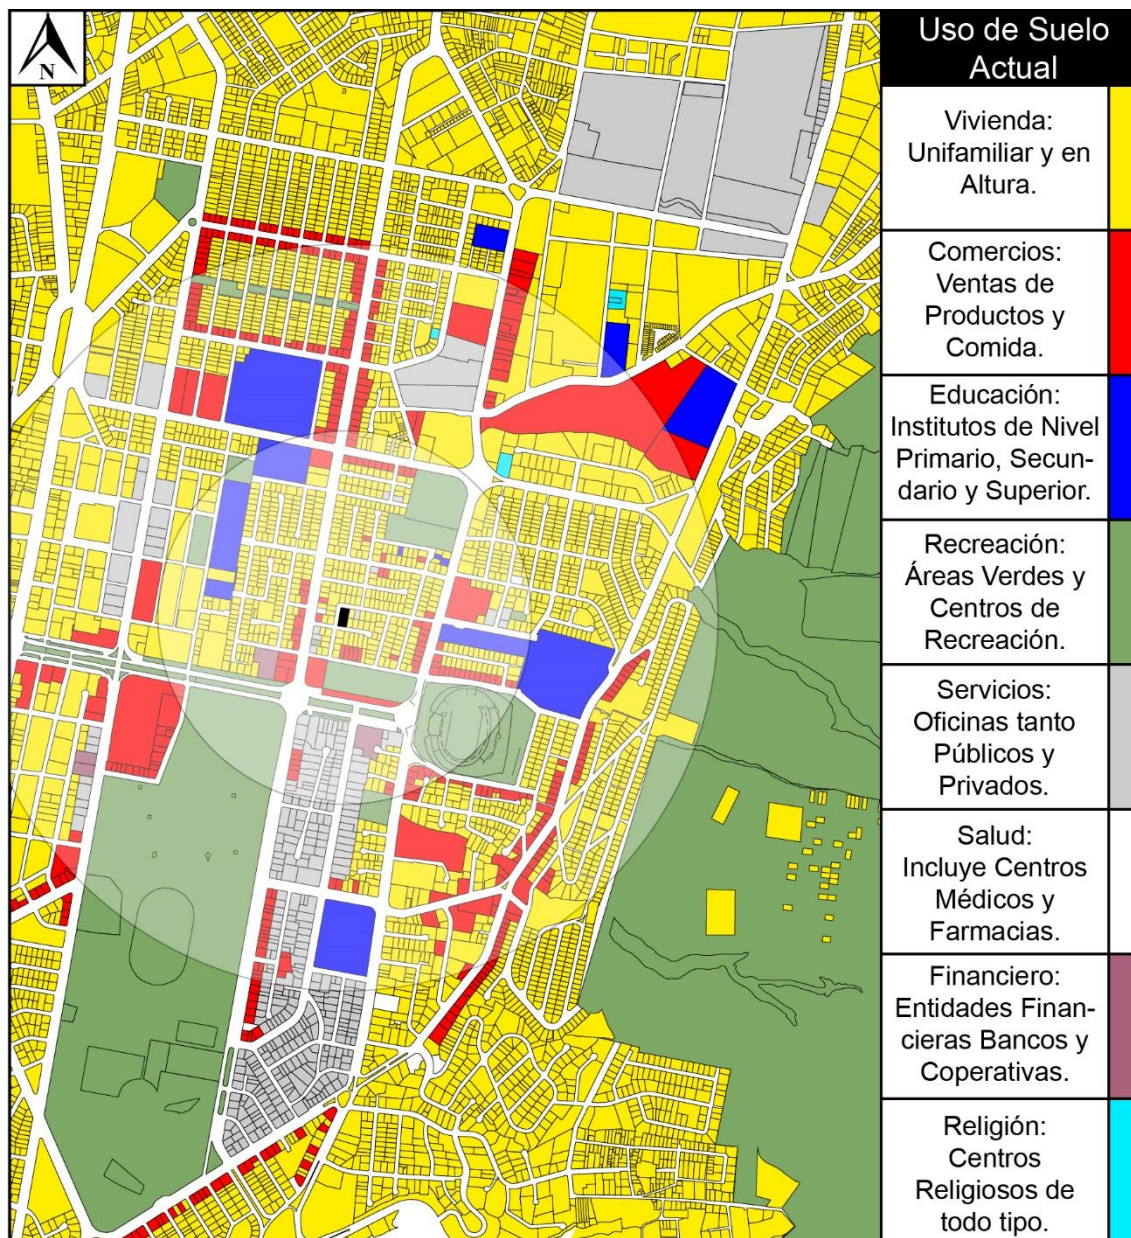 N
Uso de Suelo
Actual
Vivienda:
Unifamiliar y en
Altura.
Comercios:
Ventas de
Productos y
Comida.
Educación:
Institutos de Nivel
Primario, Secun-
dario y Superior.
Recreación:
Áreas Verdes y
Centros de
Recreación.
Servicios:
Oficinas tanto
Públicos y
Privados.
Salud:
Incluye Centros
Médicos y
Farmacias.
Financiero:
Entidades Finan-
cieras Bancos y
Coperativas.
Religión:
Centros
Religiosos de
todo tipo.